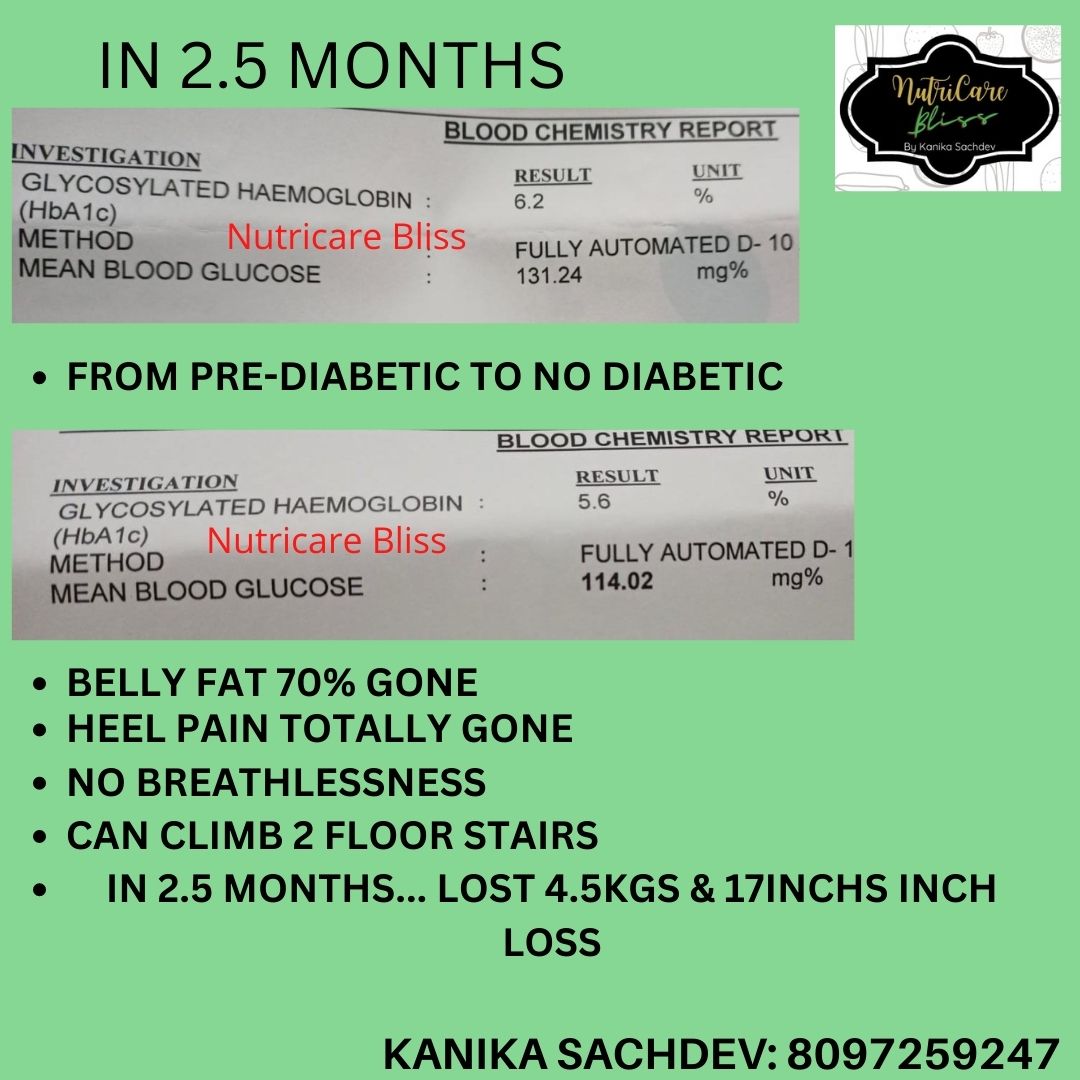 IN 2.5 MONTHS
NutriCare
Bliss
By Kanika Sachdev
BLOOD CHEMISTRY REPORT
INVESTIGATION RESULT UNIT
GLYCOSYLATED HAEMOGLOBIN : 6.2 %
(HbA1c)
Nutricare Bliss
METHOD : FULLY AUTOMATED D- 10
MEAN BLOOD GLUCOSE : 131.24 mg%
• FROM PRE-DIABETIC TO NO DIABETIC
BLOOD CHEMISTRY REPORT
INVESTIGATION RESULT UNIT
GLYCOSYLATED HAEMOGLOBIN : 5.6 %
(HbA1c)
Nutricare Bliss
METHOD : FULLY AUTOMATED D- 1
MEAN BLOOD GLUCOSE : 114.02 mg%
• BELLY FAT 70% GONE
• HEEL PAIN TOTALLY GONE
• NO BREATHLESSNESS
• CAN CLIMB 2 FLOOR STAIRS
• IN 2.5 MONTHS... LOST 4.5KGS & 17INCHS INCH
LOSS
KANIKA SACHDEV: 8097259247